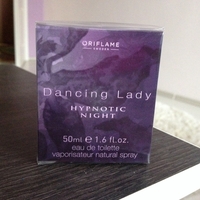 ORIFLAME
SWEDEN
Dancing Lady
HYPNOTIC
NIGHT
50ml e 1.6 fl.oz.
eau de toilette
vaporisateur natural spray